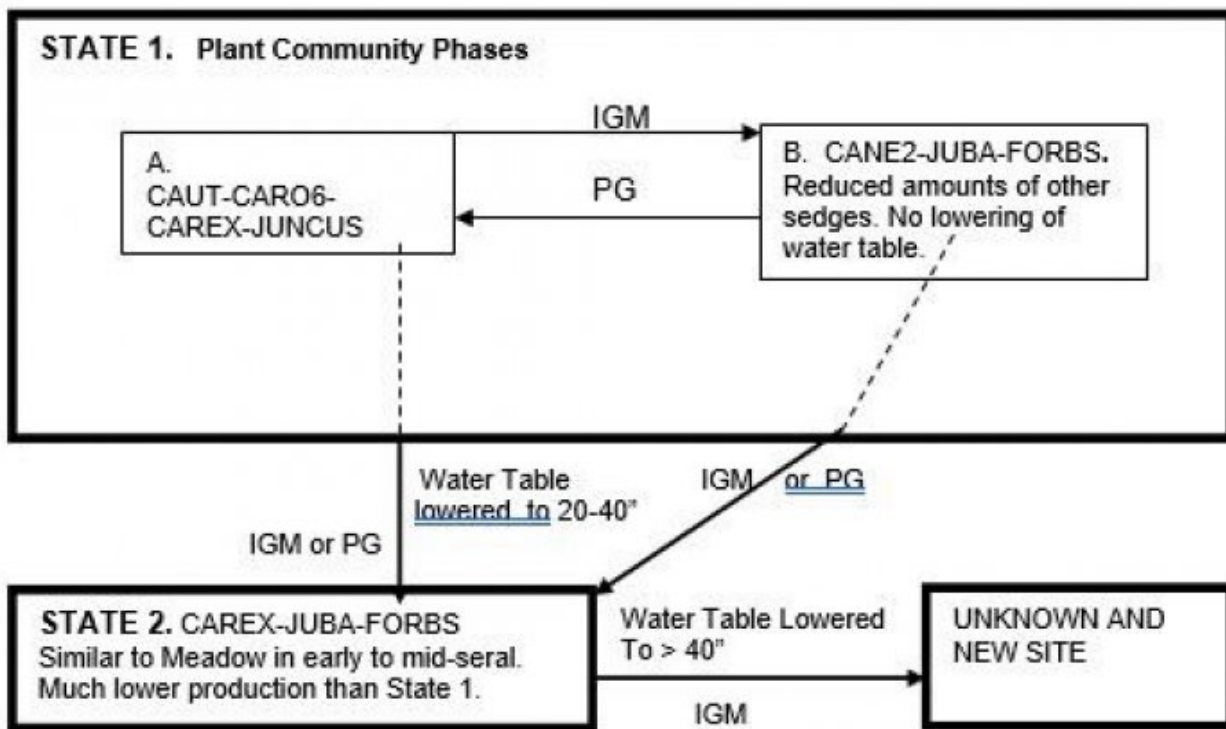 STATE 1. Plant Community Phases
IGM
A.
CAUT-CARO6-
CAREX-JUNCUS
PG
B. CANE2-JUBA-FORBS.
Reduced amounts of other
sedges. No lowering of
water table.
Water Table
lowered to 20-40"
IGM or PG
IGM or PG
STATE 2. CAREX-JUBA-FORBS
Similar to Meadow in early to mid-seral.
Much lower production than State 1.
Water Table Lowered
To > 40"
IGM
UNKNOWN AND
NEW SITE